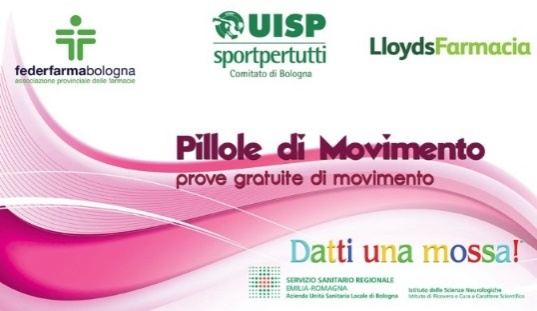 federfarmabologna
associazione provinciale delle farmacie
UISP
sportpertutti
Comitato di Bologna
LloydsFarmacia
Pillole di Movimento
prove gratuite di movimento
Datti una mossa!
SERVIZIO SANITARIO REGIONALE
EMILIA-ROMAGNA
Azienda Unità Sanitaria Locale di Bologna
Istituto delle Scienze Neurologiche
Istituto di Ricovero e Cura a Carattere Scientifico